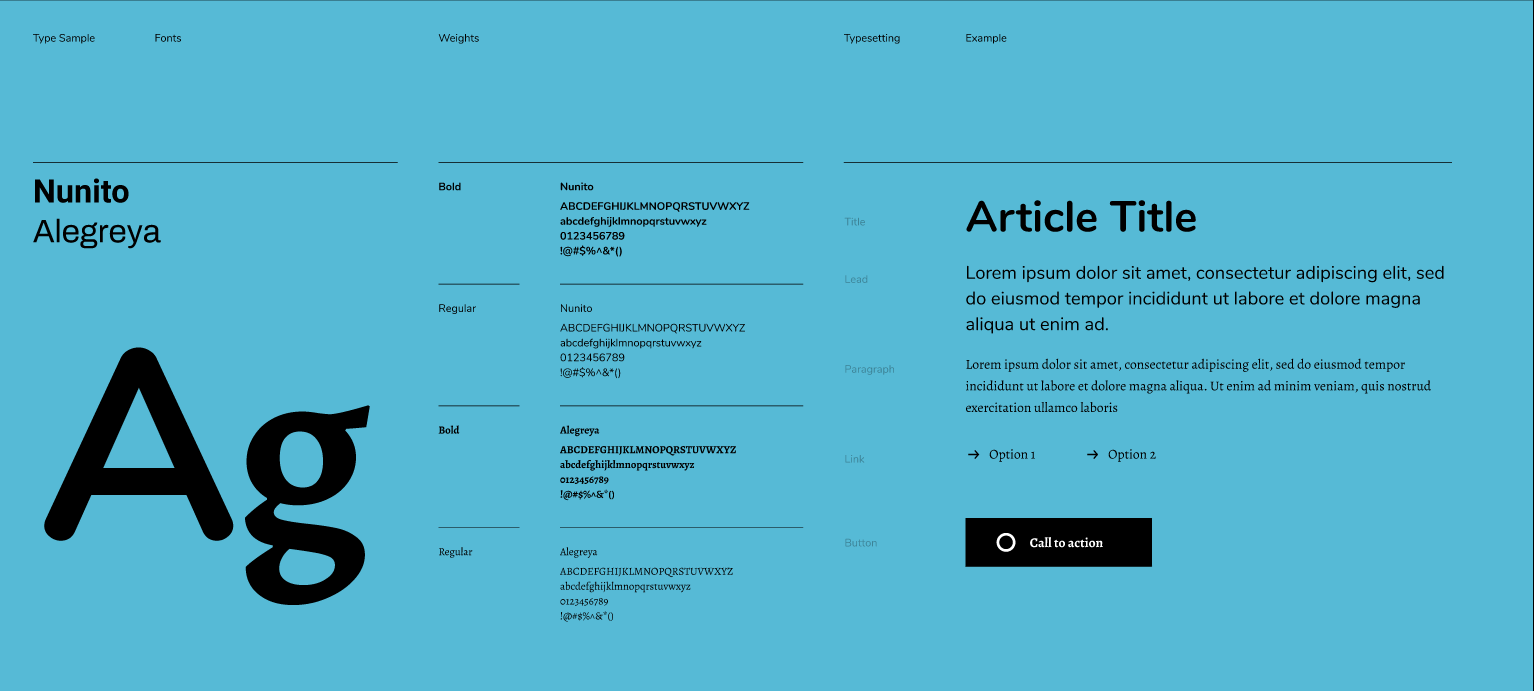 Type Sample
Fonts
Weights
Typesetting
Example
Nunito
Alegreya
Ag
Bold
Nunito
ABCDEFGHIJKLMNOPQRSTUVWXYZ
abcdefghijklmnopqrstuvwxyz
0123456789
!@#$%^&*()
Regular
Nunito
ABCDEFGHIJKLMNOPQRSTUVWXYZ
abcdefghijklmnopqrstuvwxyz
0123456789
!@#$%^&*()
Bold
Alegreya
ABCDEFGHIJKLMNOPQRSTUVWXYZ
abcdefghijklmnopqrstuvwxyz
0123456789
!@#$%^&*()
Regular
Alegreya
ABCDEFGHIJKLMNOPQRSTUVWXYZ
abcdefghijklmnopqrstuvwxyz
0123456789
!@#$%^&*()
Title
Article Title
Lead
Lorem ipsum dolor sit amet, consectetur adipiscing elit, sed
do eiusmod tempor incididunt ut labore et dolore magna
aliqua ut enim ad.
Paragraph
Lorem ipsum dolor sit amet, consectetur adipiscing elit, sed do eiusmod tempor
incididunt ut labore et dolore magna aliqua. Ut enim ad minim veniam, quis nostrud
exercitation ullamco laboris
Link
→ Option 1
→ Option 2
Button
Call to action